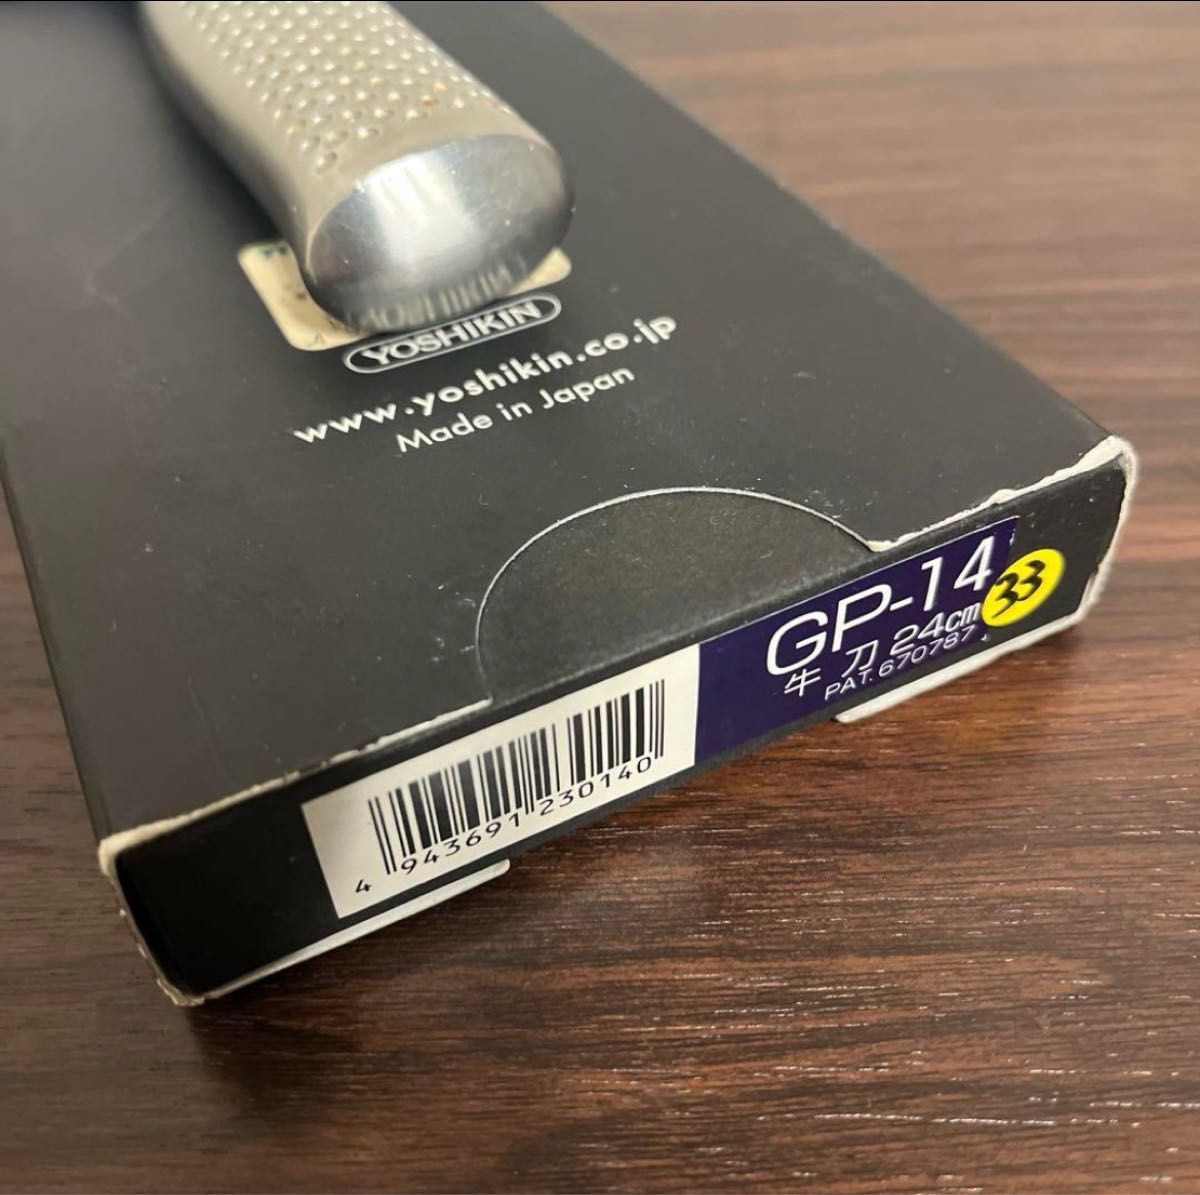 YOSHIKIN
www.yoshikin.co.jp
Made in Japan
GP-14
牛刀 24cm
PAT. 670787
33
4 943691 230140